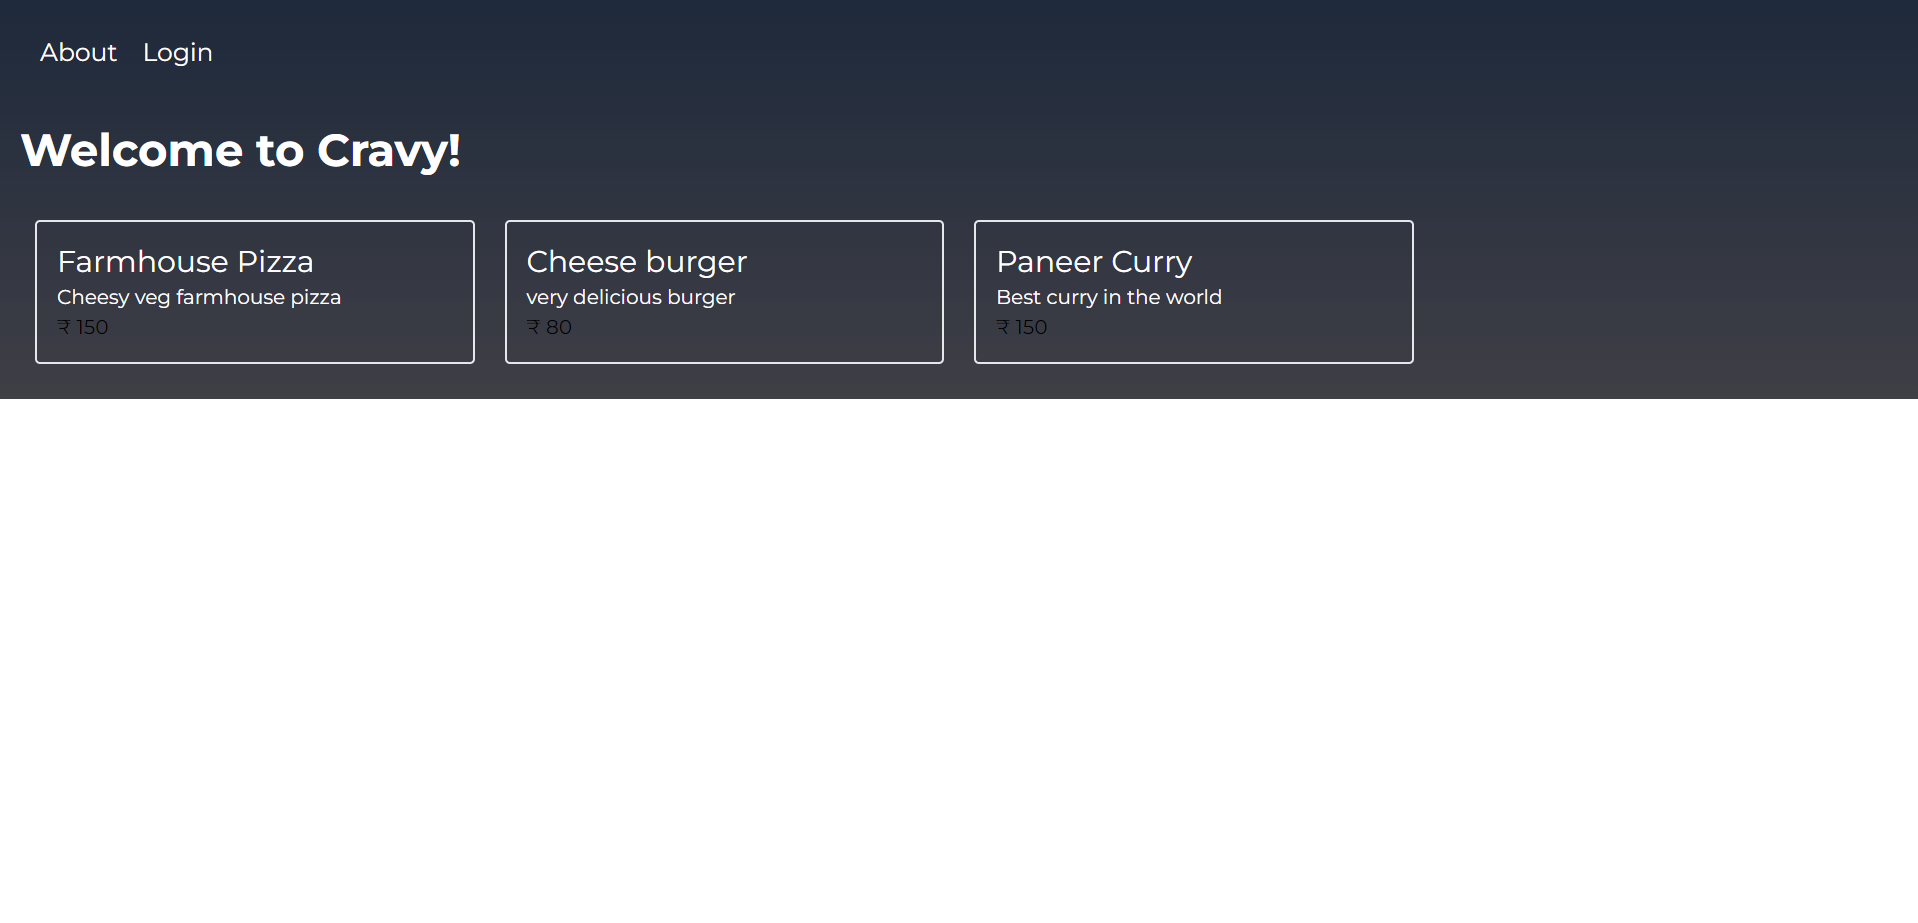 About Login
Welcome to Cravy!
Farmhouse Pizza
Cheesy veg farmhouse pizza
₹ 150
Cheese burger
very delicious burger
₹ 80
Paneer Curry
Best curry in the world
₹ 150